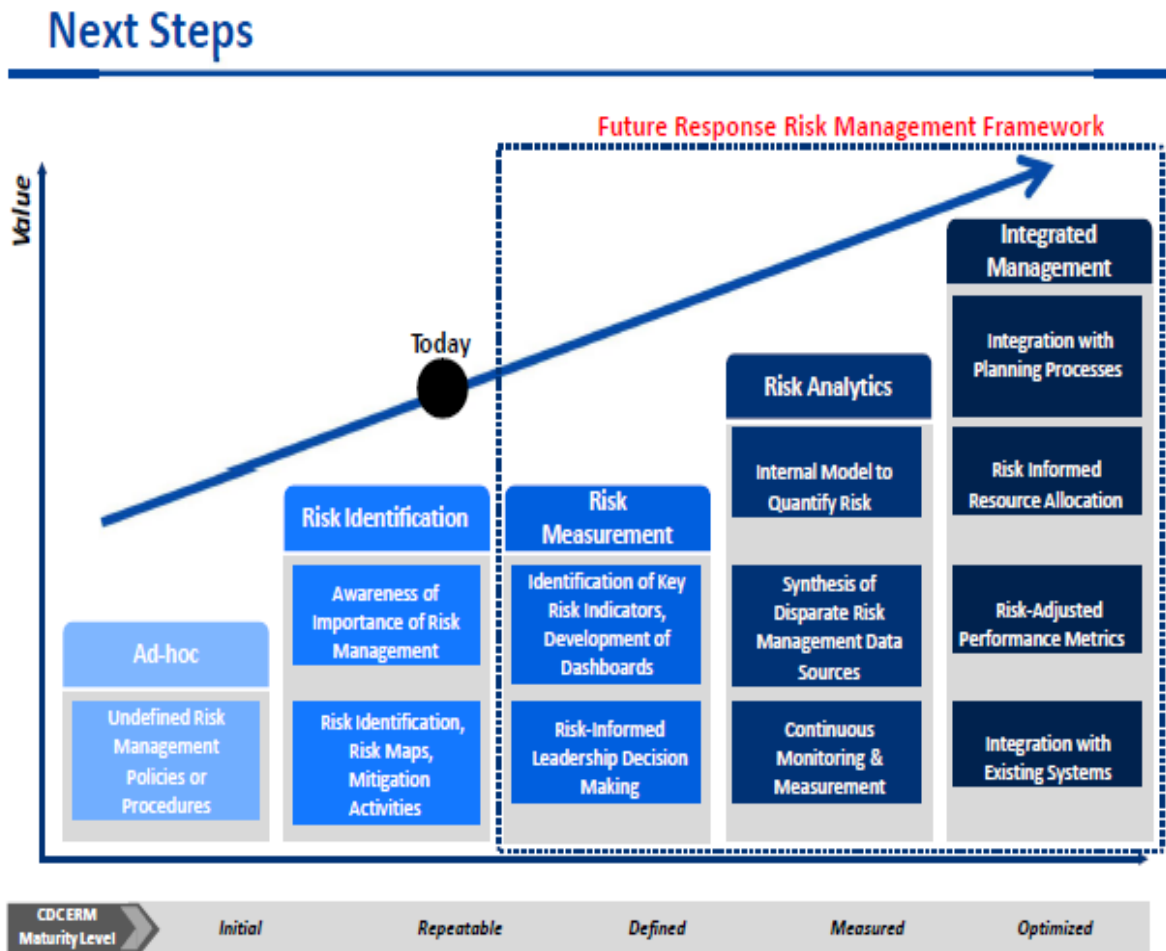 Next Steps
Future Response Risk Management Framework
Value
Today
Ad-hoc
Undefined Risk
Management
Policies or
Procedures
Risk Identification
Awareness of
Importance of Risk
Management
Risk Identification,
Risk Maps,
Mitigation
Activities
Risk
Measurement
Identification of Key
Risk Indicators,
Development of
Dashboards
Risk-Informed
Leadership Decision
Making
Risk Analytics
Internal Model to
Quantify Risk
Synthesis of
Disparate Risk
Management Data
Sources
Continuous
Monitoring &
Measurement
Integrated
Management
Integration with
Planning Processes
Risk Informed
Resource Allocation
Risk-Adjusted
Performance Metrics
Integration with
Existing Systems
CDCERM
Maturity Level
Initial
Repeatable
Defined
Measured
Optimized